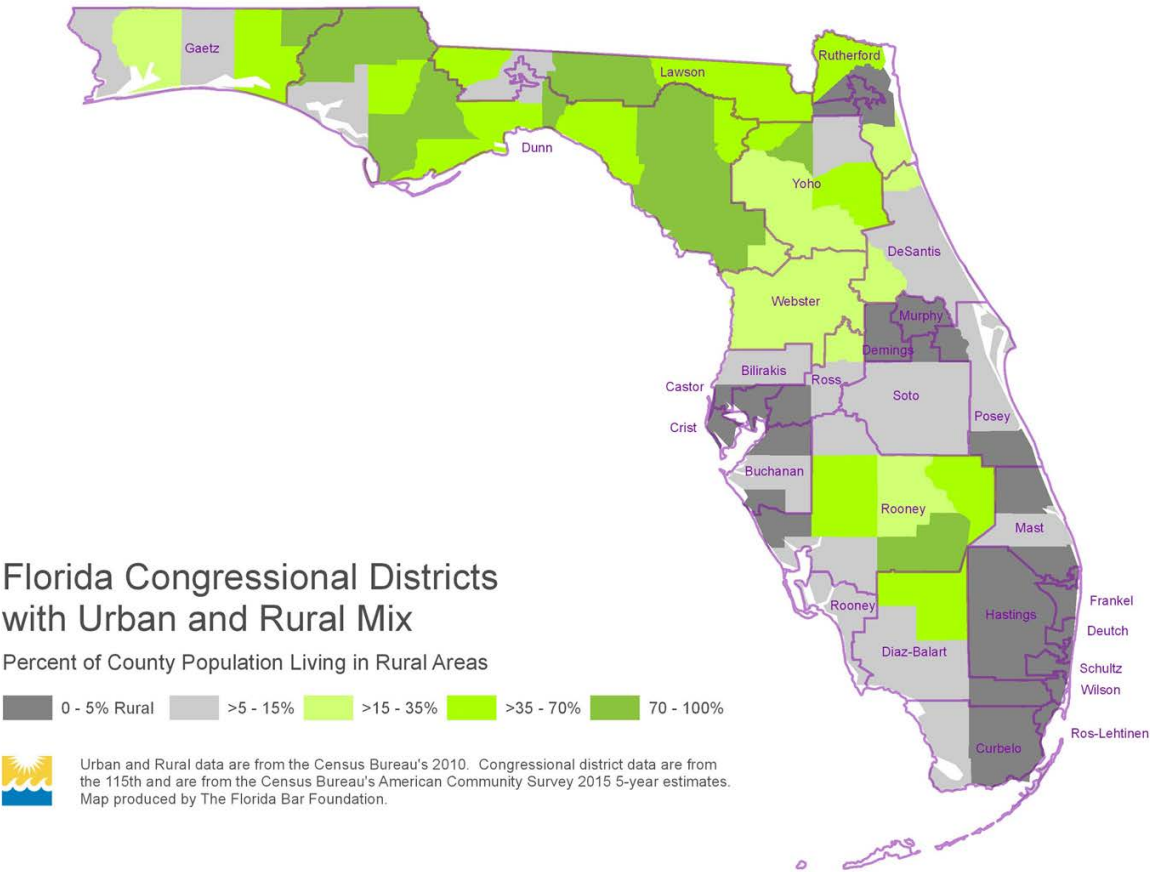 Gaetz
Rutherford
Lawson
Dunn
Yoho
DeSantis
Webster
Murphy
Demings
Bilirakis
Ross
Castor
Soto
Posey
Crist
Buchanan
Rooney
Mast
Florida Congressional Districts
with Urban and Rural Mix
Percent of County Population Living in Rural Areas
0 - 5% Rural >5 - 15% >15 - 35% >35 - 70% 70 - 100%
Rooney
Hastings
Frankel
Deutch
Diaz-Balart
Schultz
Wilson
Ros-Lehtinen
Curbelo
Urban and Rural data are from the Census Bureau's 2010. Congressional district data are from
the 115th and are from the Census Bureau's American Community Survey 2015 5-year estimates.
Map produced by The Florida Bar Foundation.